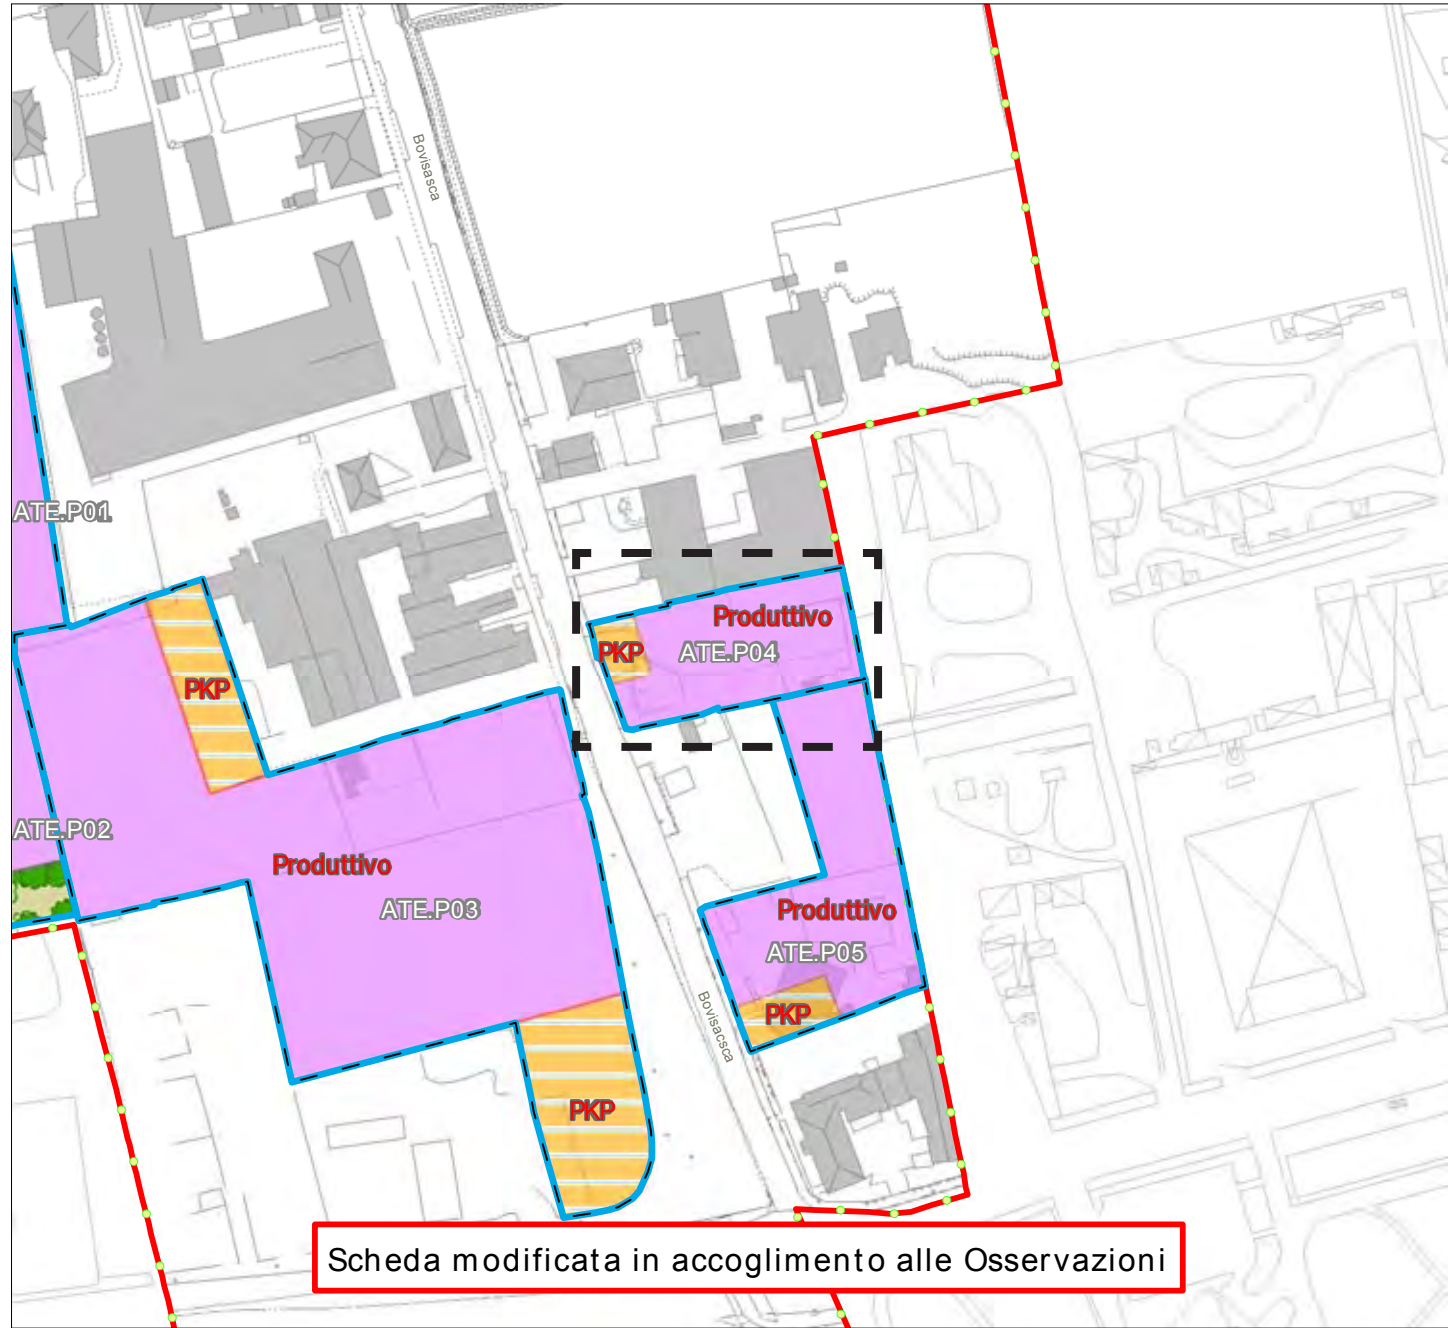 Bovisasca
ATE.P01
Produttivo
PKP
ATE.P04
PKP
ATE.P02
Produttivo
ATE.P03
Produttivo
ATE.P05
PKP
Bovisacsca
PKP
Scheda modificata in accoglimento alle Osservazioni